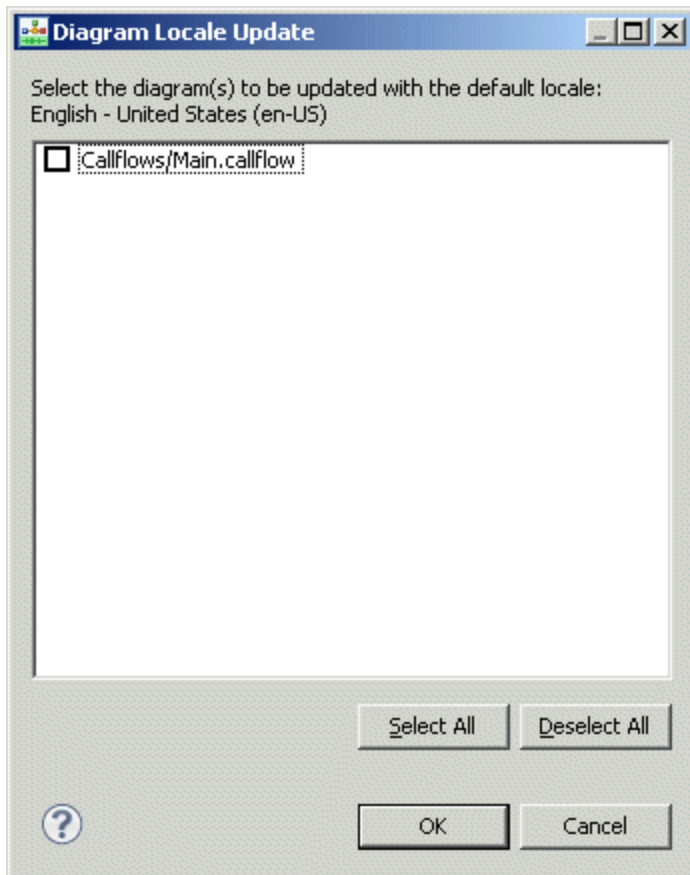 Diagram Locale Update
Select the diagram(s) to be updated with the default locale:
English - United States (en-US)
Callflows/Main.callflow
Select All
Deselect All
?
OK
Cancel